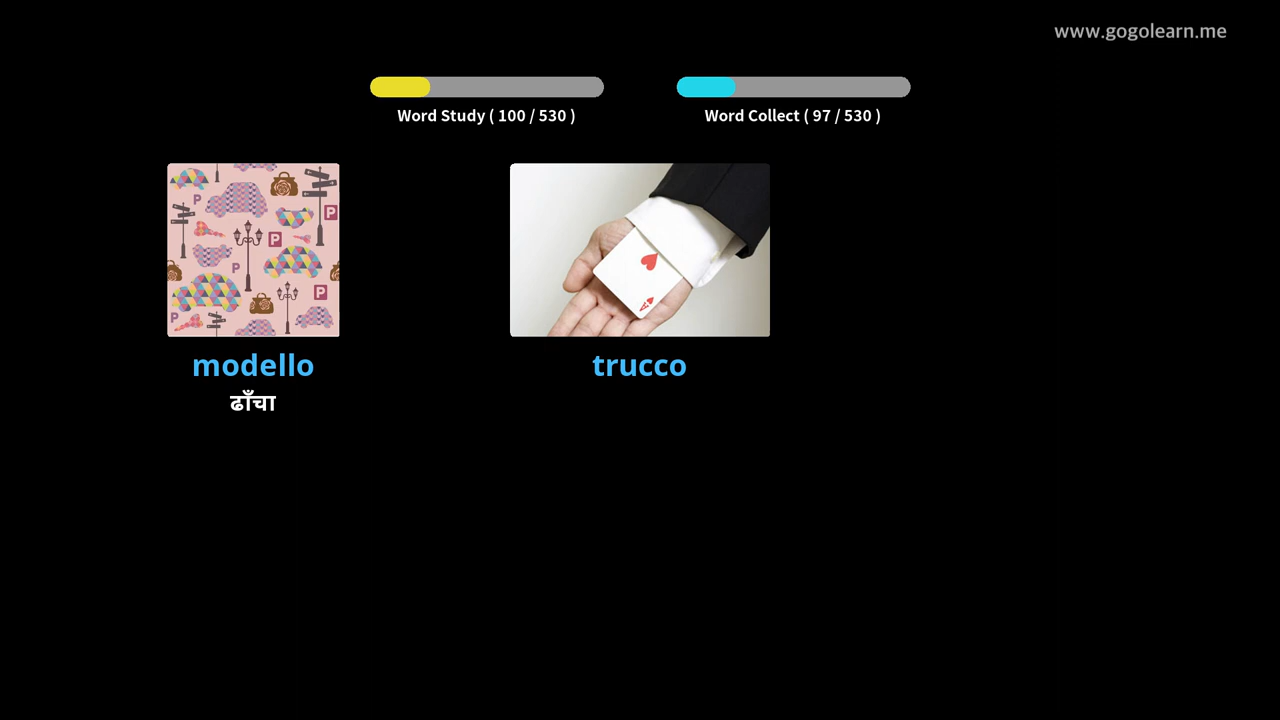 www.gogolearn.me
Word Study ( 100 / 530 )
Word Collect ( 97 / 530 )
P
P
P
P
P
P
A
modello
trucco
ढाँचा